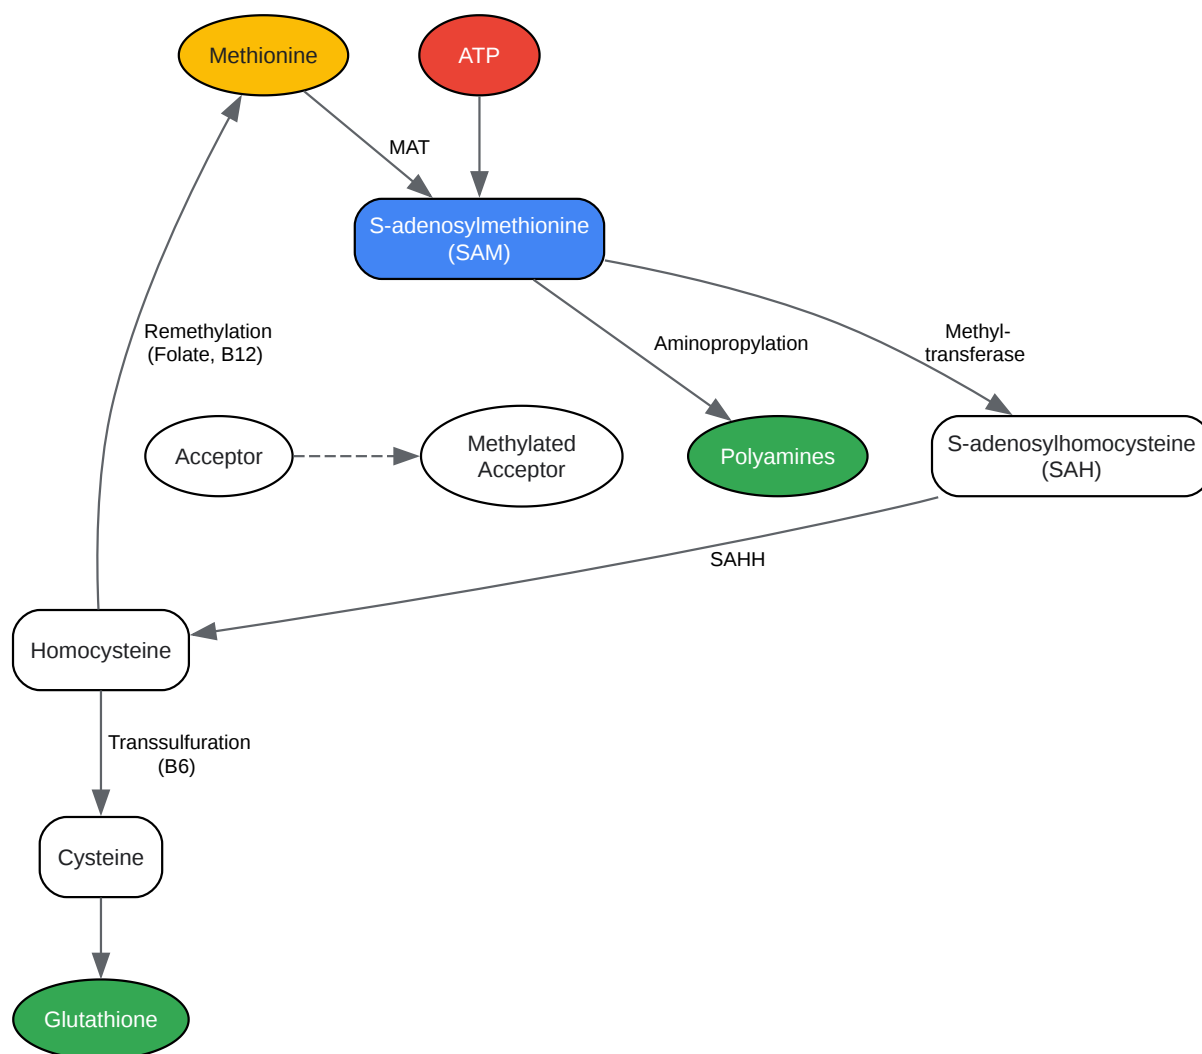 Methionine
ATP
MAT
S-adenosylmethionine
(SAM)
Remethylation
(Folate, B12)
Aminopropylation
Methyl-
transferase
Acceptor
Methylated
Acceptor
Polyamines
S-adenosylhomocysteine
(SAH)
SAHH
Homocysteine
Transsulfuration
(B6)
Cysteine
Glutathione